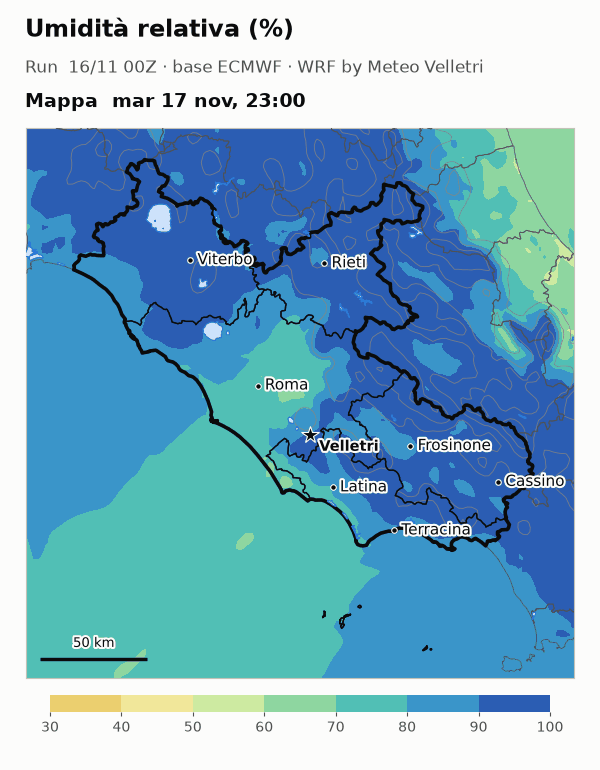 Umidità relativa (%)
Run  16/11 00Z · base ECMWF · WRF by Meteo Velletri
Mappa  mar 17 nov, 23:00
Viterbo
Rieti
Roma
Velletri
Frosinone
Latina
Cassino
Terracina
50 km
30 40 50 60 70 80 90 100